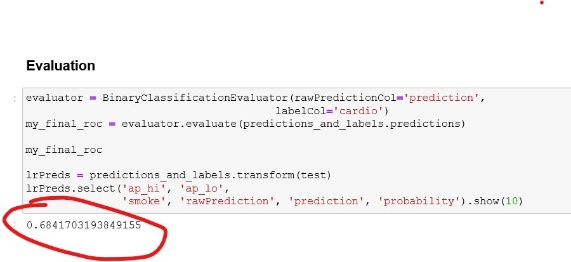 Evaluation
evaluator = BinaryClassificationEvaluator(rawPredictionCol='prediction',
labelCol='cardio')
my_final_roc = evaluator.evaluate(predictions_and_labels.predictions)
my_final_roc
lrPreds = predictions_and_labels.transform(test)
lrPreds.select('ap_hi', 'ap_lo',
'smoke', 'rawPrediction', 'prediction', 'probability').show(10)
0.6841703193849155